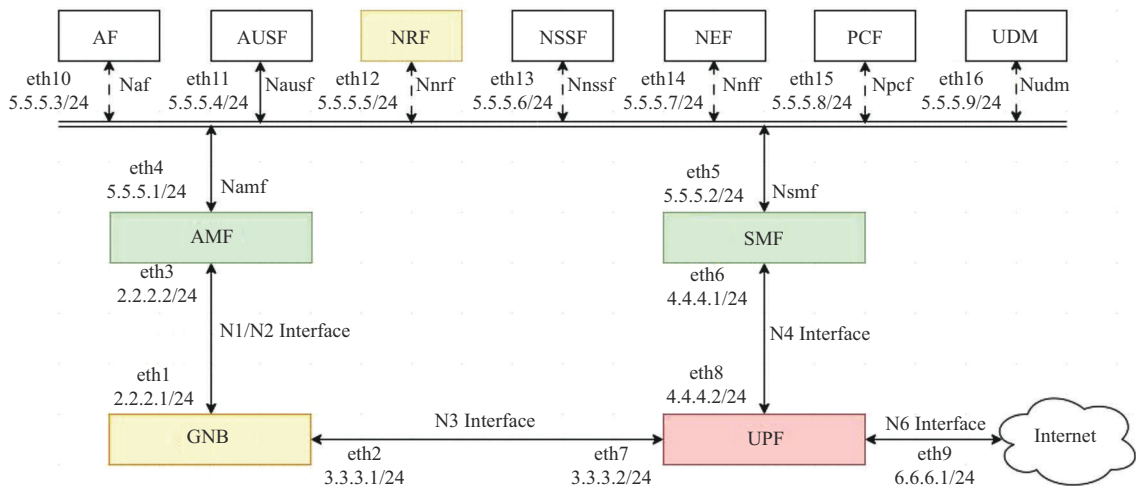 AF
AUSF
NRF
NSSF
NEF
PCF
UDM
eth10
Naf
5.5.5.3/24
eth11
Nausf
5.5.5.4/24
eth12
Nnrf
5.5.5.5/24
eth13
Nnssf
5.5.5.6/24
eth14
Nnff
5.5.5.7/24
eth15
Npcf
5.5.5.8/24
eth16
Nudm
5.5.5.9/24
eth4
5.5.5.1/24
Namf
eth5
5.5.5.2/24
Nsmf
AMF
SMF
eth3
2.2.2.2/24
eth6
4.4.4.1/24
N1/N2 Interface
N4 Interface
eth1
2.2.2.1/24
eth8
4.4.4.2/24
GNB
N3 Interface
UPF
N6 Interface
Internet
eth2
3.3.3.1/24
eth7
3.3.3.2/24
eth9
6.6.6.1/24